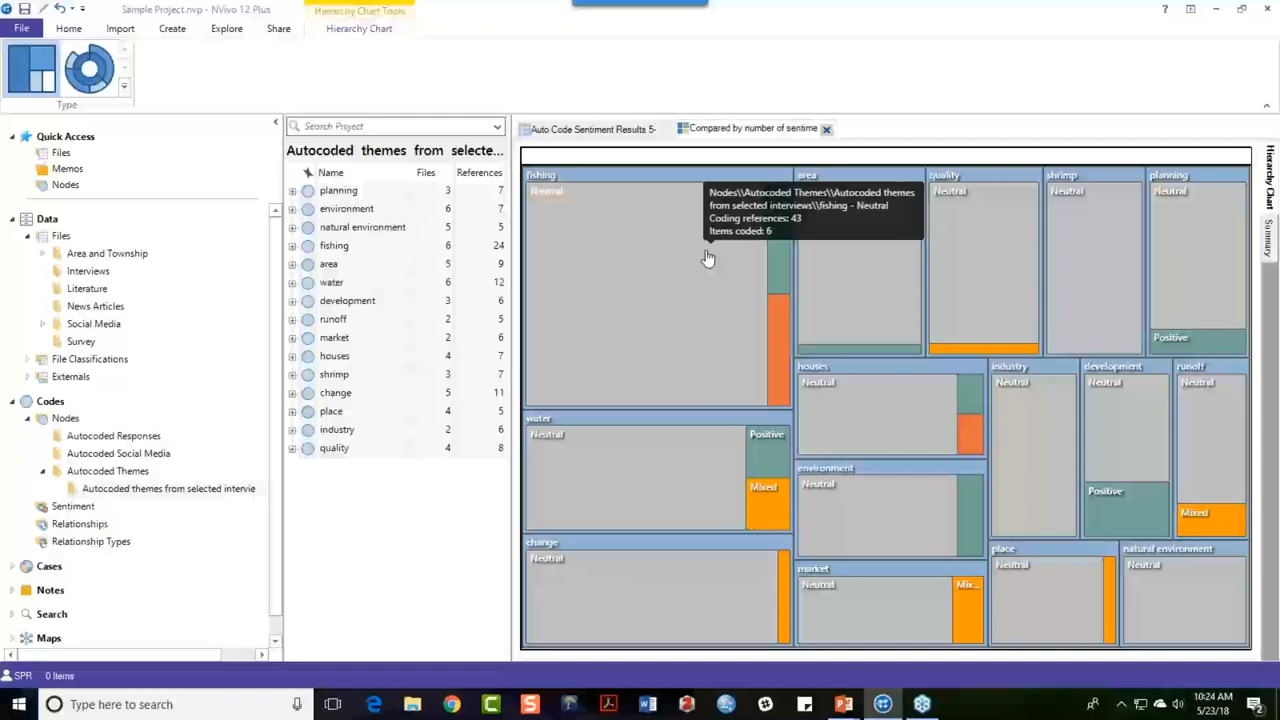 Sample Project.nvp - NVivo 12 Plus
Hierarchy Chart Tools
File Home Import Create Explore Share Hierarchy Chart
Type
Quick Access
Files
Memos
Nodes
Data
Files
Area and Township
Interviews
Literature
News Articles
Social Media
Survey
File Classifications
Externals
Codes
Nodes
Autocoded Responses
Autocoded Social Media
Autocoded Themes
Autocoded themes from selected intervie
Sentiment
Relationships
Relationship Types
Cases
Notes
Search
Maps
Search Project
Autocoded themes from selecte...
Name Files References
planning 3 7
environment 6 7
natural environment 5 5
fishing 6 24
area 5 9
water 6 12
development 3 6
runoff 2 5
market 2 6
houses 4 7
shrimp 3 7
change 5 11
place 4 5
industry 2 6
quality 4 8
Auto Code Sentiment Results 5-
Compared by number of sentime
fishing
Neutral
Nodes\\Autocoded Themes\\Autocoded themes
from selected interviews\\fishing - Neutral
Coding references: 43
Items coded: 6
area
quality
Neutral
shrimp
Neutral
planning
Neutral
Positive
water
Neutral
Positive
Mixed
houses
Neutral
industry
Neutral
development
Neutral
Positive
runoff
Neutral
Mixed
environment
Neutral
change
Neutral
market
Neutral
Mix...
place
Neutral
natural environment
Neutral
Hierarchy Chart
Summary
SPR 0 Items
Type here to search
10:24 AM
5/23/18